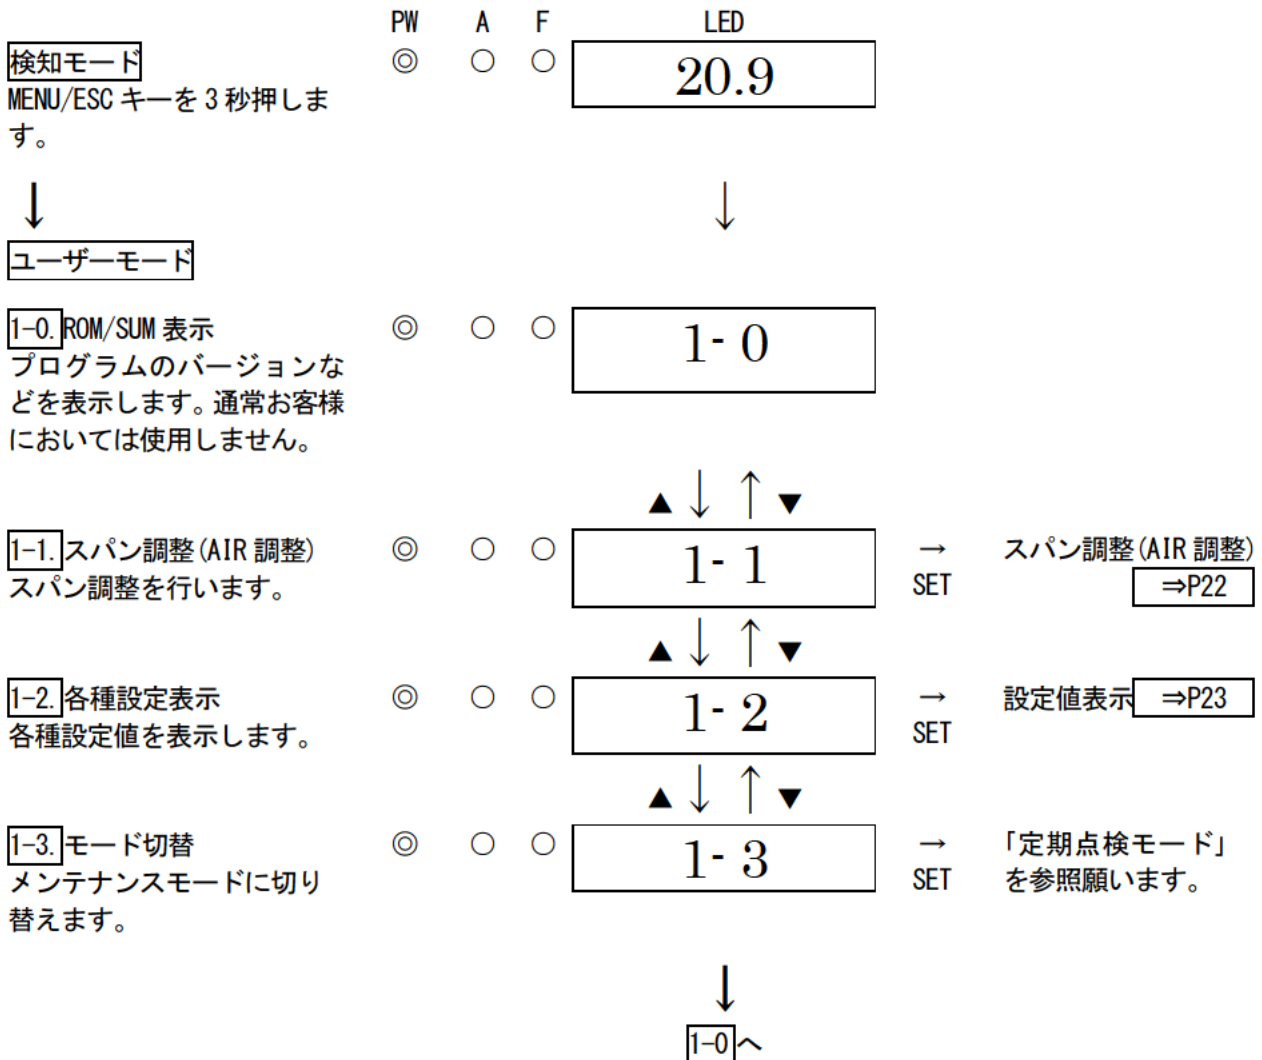 PW A F LED
検知モード ◎ ○ ○ 20.9
MENU/ESC キーを3秒押しま
す。
↓ ↓
ユーザーモード
1-0. ROM/SUM 表示 ◎ ○ ○ 1- 0
プログラムのバージョンな
どを表示します。通常お客様
においては使用しません。
▲ ↓ ↑ ▼
1-1. スパン調整(AIR 調整) ◎ ○ ○ 1- 1 → スパン調整(AIR 調整)
スパン調整を行います。 SET ⇒P22
▲ ↓ ↑ ▼
1-2. 各種設定表示 ◎ ○ ○ 1- 2 → 設定値表示 ⇒P23
各種設定値を表示します。 SET
▲ ↓ ↑ ▼
1-3. モード切替 ◎ ○ ○ 1- 3 → 「定期点検モード」
メンテナンスモードに切り SET を参照願います。
替えます。
↓
1-0 へ